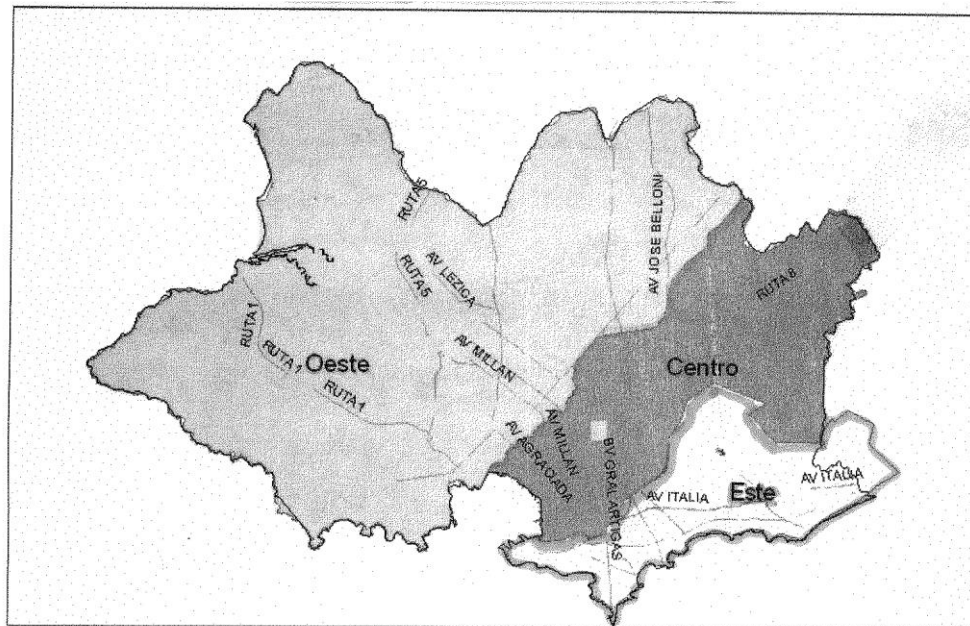 RUTA 5
AV JOSE BELLONI
AV LEZICA
RUTA 5
RUTA 8
RUTA 1
RUTA 1
Oeste
AV MILLAN
Centro
RUTA 1
AV MILLAN
AV AGRACIADA
BV GRAL ARTIGAS
AV ITALIA
AV ITALIA
Este